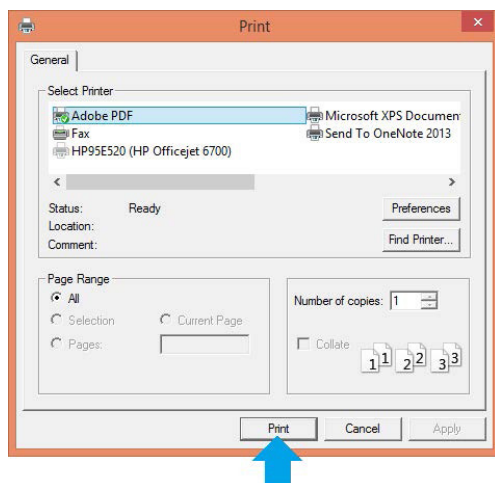 Print
General
Select Printer
Adobe PDF
Microsoft XPS Documen
Fax
Send To OneNote 2013
HP95E520 (HP Officejet 6700)
Status: Ready
Preferences
Location:
Comment:
Find Printer...
Page Range
All
Number of copies: 1
Selection
Current Page
Pages:
Collate
1 1 2 2 3 3
Print
Cancel
Apply